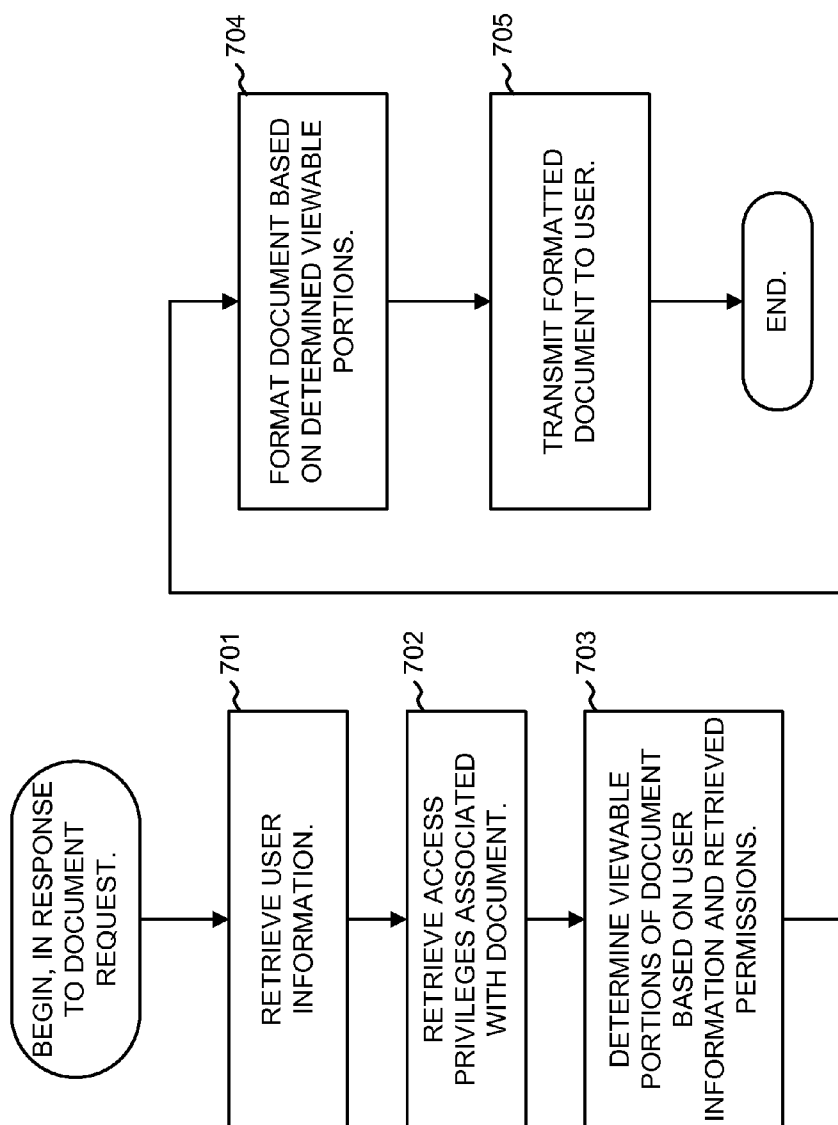 BEGIN, IN RESPONSE
TO DOCUMENT
REQUEST.
701
RETRIEVE USER
INFORMATION.
702
RETRIEVE ACCESS
PRIVILEGES ASSOCIATED
WITH DOCUMENT.
703
DETERMINE VIEWABLE
PORTIONS OF DOCUMENT
BASED ON USER
INFORMATION AND RETRIEVED
PERMISSIONS.
704
FORMAT DOCUMENT BASED
ON DETERMINED VIEWABLE
PORTIONS.
705
TRANSMIT FORMATTED
DOCUMENT TO USER.
END.